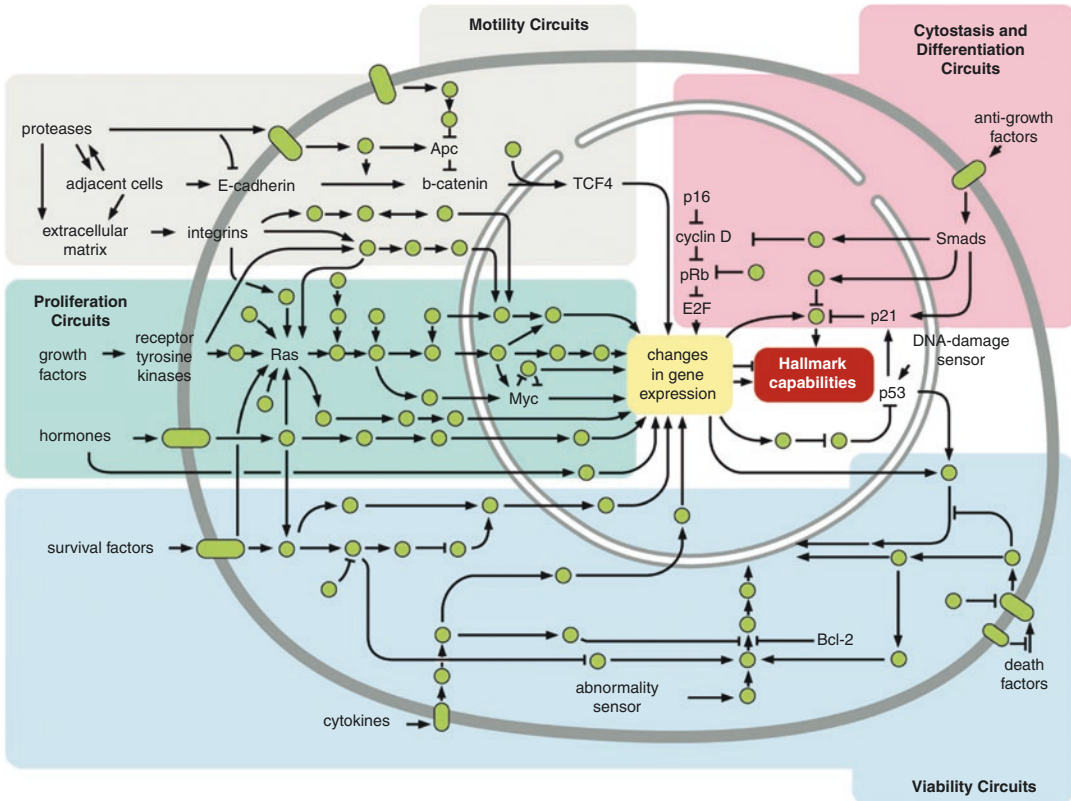 Motility Circuits
Cytostasis and
Differentiation
Circuits
proteases
anti-growth
factors
Apc
adjacent cells
E-cadherin
b-catenin
TCF4
p16
extracellular
matrix
integrins
cyclin D
Smads
pRb
Proliferation
Circuits
E2F
p21
growth
factors
receptor
tyrosine
kinases
Ras
changes
in gene
expression
Hallmark
capabilities
DNA-damage
sensor
Myc
p53
hormones
survival factors
Bcl-2
abnormality
sensor
death
factors
cytokines
Viability Circuits